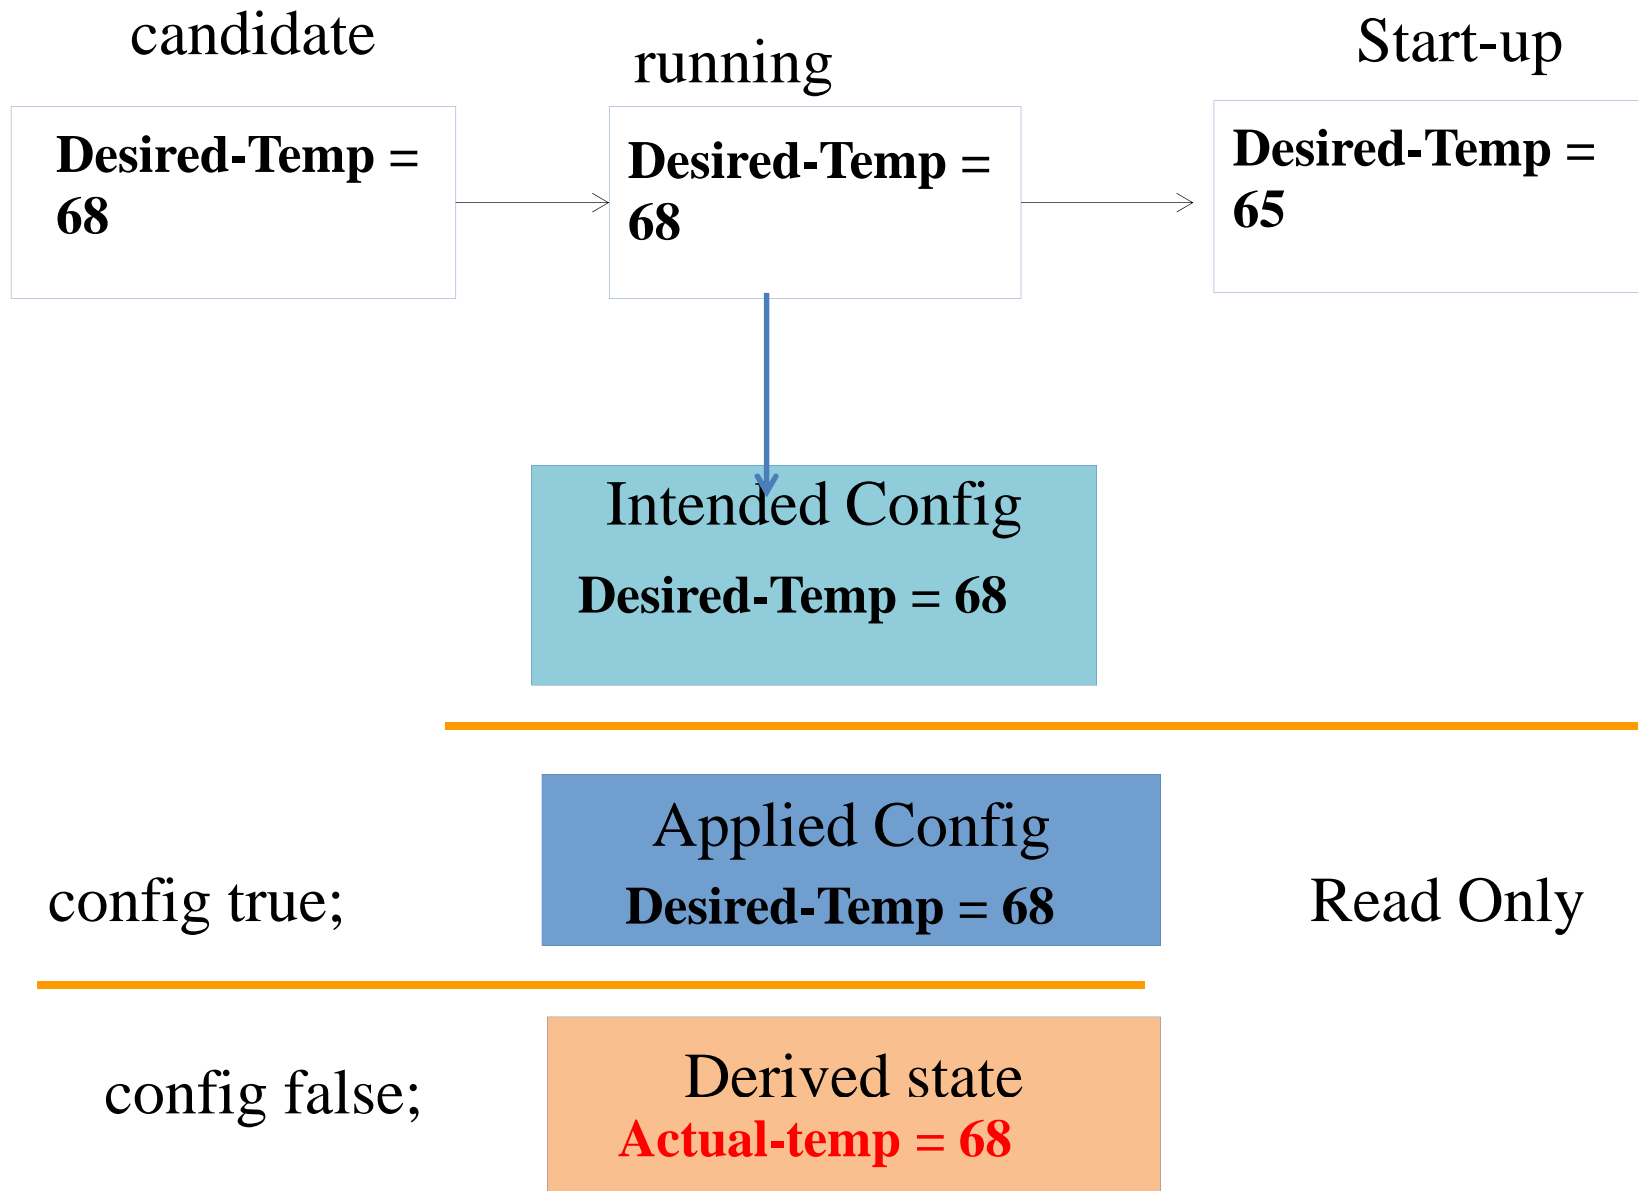 candidate
running
Start-up
Desired-Temp =
68
Desired-Temp =
68
Desired-Temp =
65
Intended Config
Desired-Temp = 68
Applied Config
config true;
Desired-Temp = 68
Read Only
Derived state
config false;
Actual-temp = 68